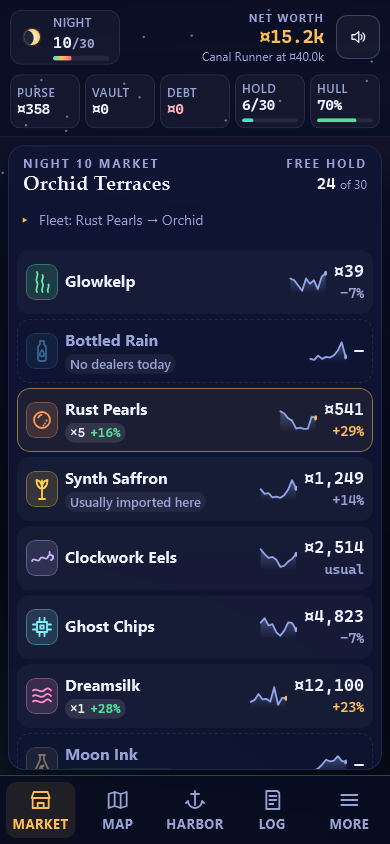 NIGHT
10/30
NET WORTH
¤15.2k
Canal Runner at ¤40.0k
PURSE
¤358
VAULT
¤0
DEBT
¤0
HOLD
6/30
HULL
70%
NIGHT 10 MARKET
Orchid Terraces
FREE HOLD
24 of 30
▸ Fleet: Rust Pearls → Orchid
Glowkelp
¤39
−7%
Bottled Rain
No dealers today
—
Rust Pearls
×5 +16%
¤541
+29%
Synth Saffron
Usually imported here
¤1,249
+14%
Clockwork Eels
¤2,514
usual
Ghost Chips
¤4,823
−7%
Dreamsilk
×1 +28%
¤12,100
+23%
Moon Ink
—
MARKET
MAP
HARBOR
LOG
MORE